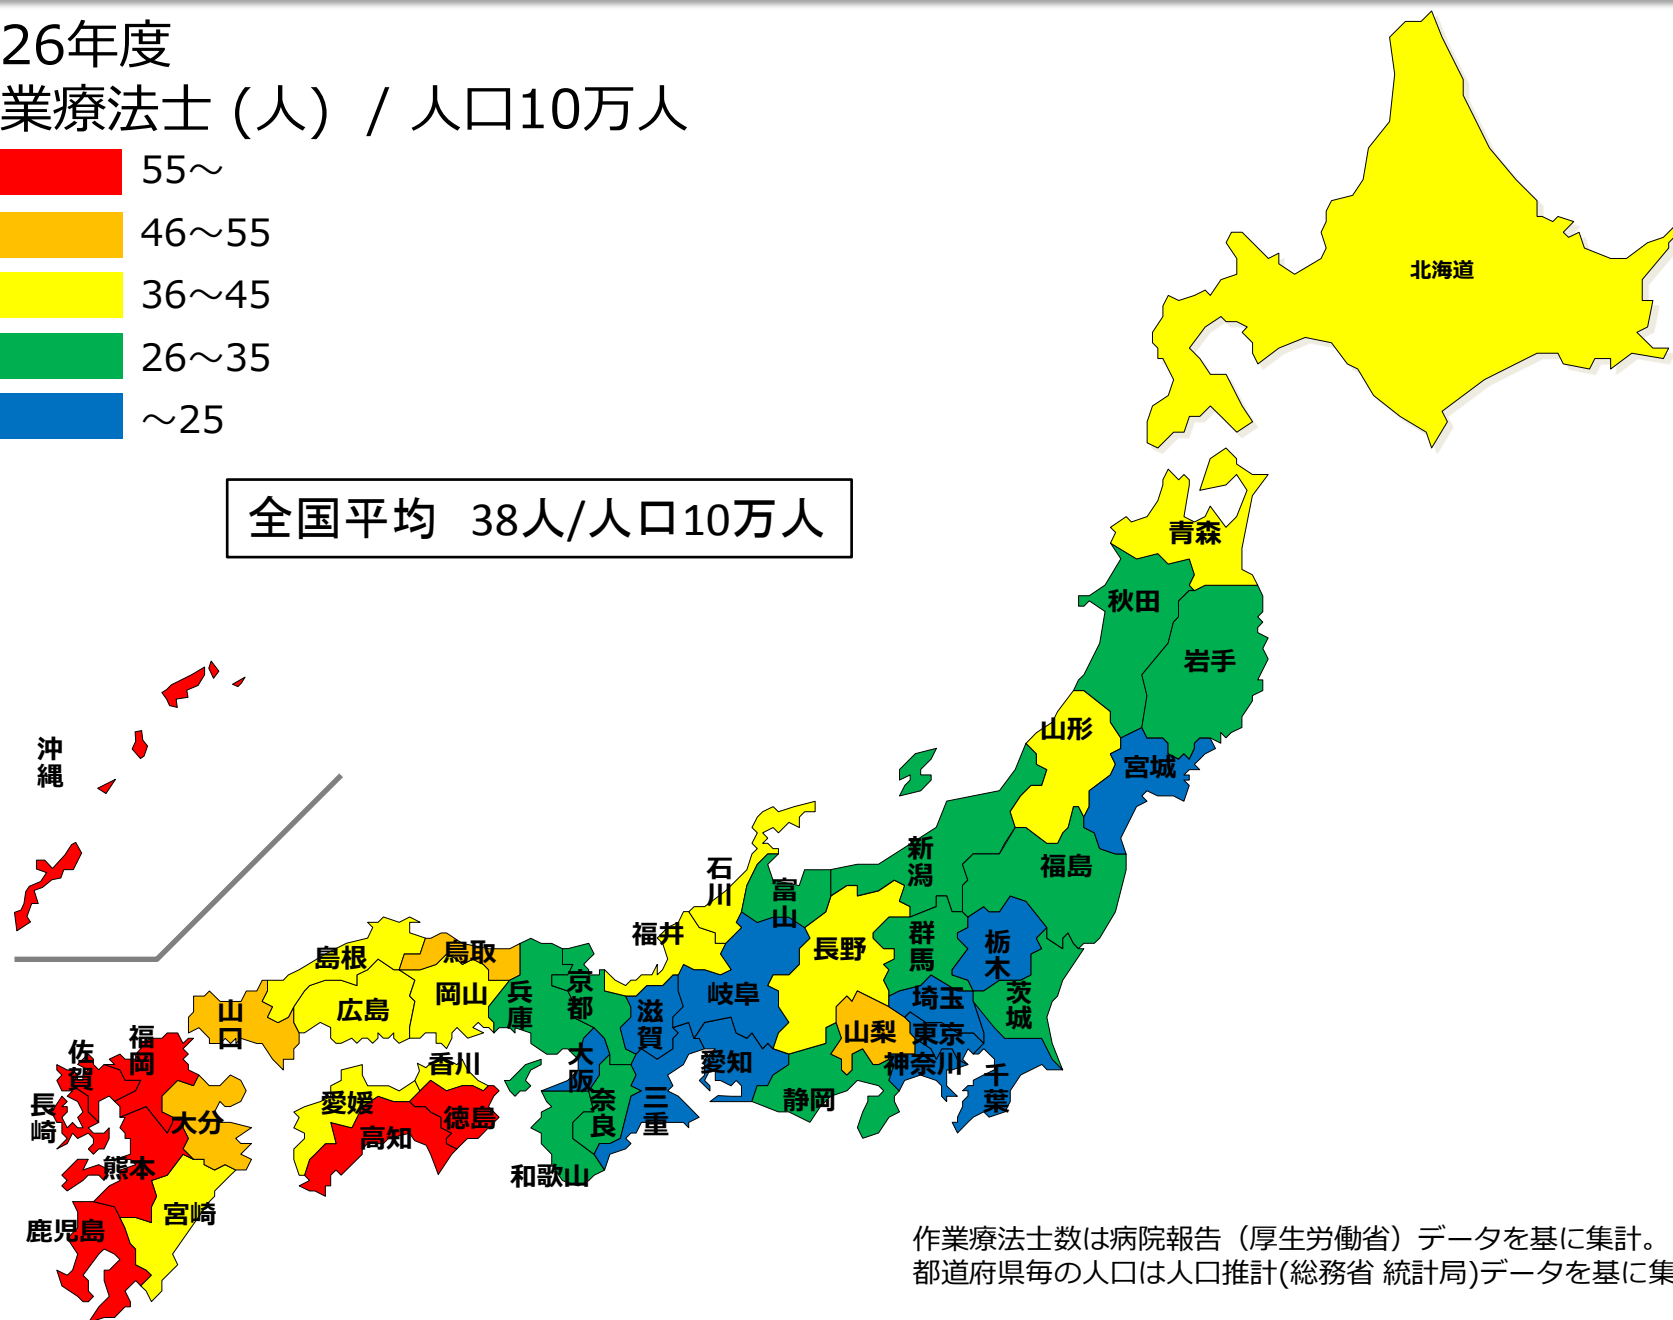 26年度
業療法士 (人) / 人口10万人
55～
46～55
36～45
26～35
～25
全国平均 38人/人口10万人
北海道
青森
秋田
岩手
山形
宮城
新潟
福島
石川
富山
福井
長野
群馬
栃木
茨城
岐阜
埼玉
山梨
東京
神奈川
千葉
静岡
愛知
滋賀
三重
京都
大阪
奈良
和歌山
兵庫
鳥取
島根
岡山
広島
山口
香川
愛媛
徳島
高知
福岡
佐賀
長崎
大分
熊本
宮崎
鹿児島
沖縄
作業療法士数は病院報告（厚生労働省）データを基に集計。
都道府県毎の人口は人口推計(総務省 統計局)データを基に集